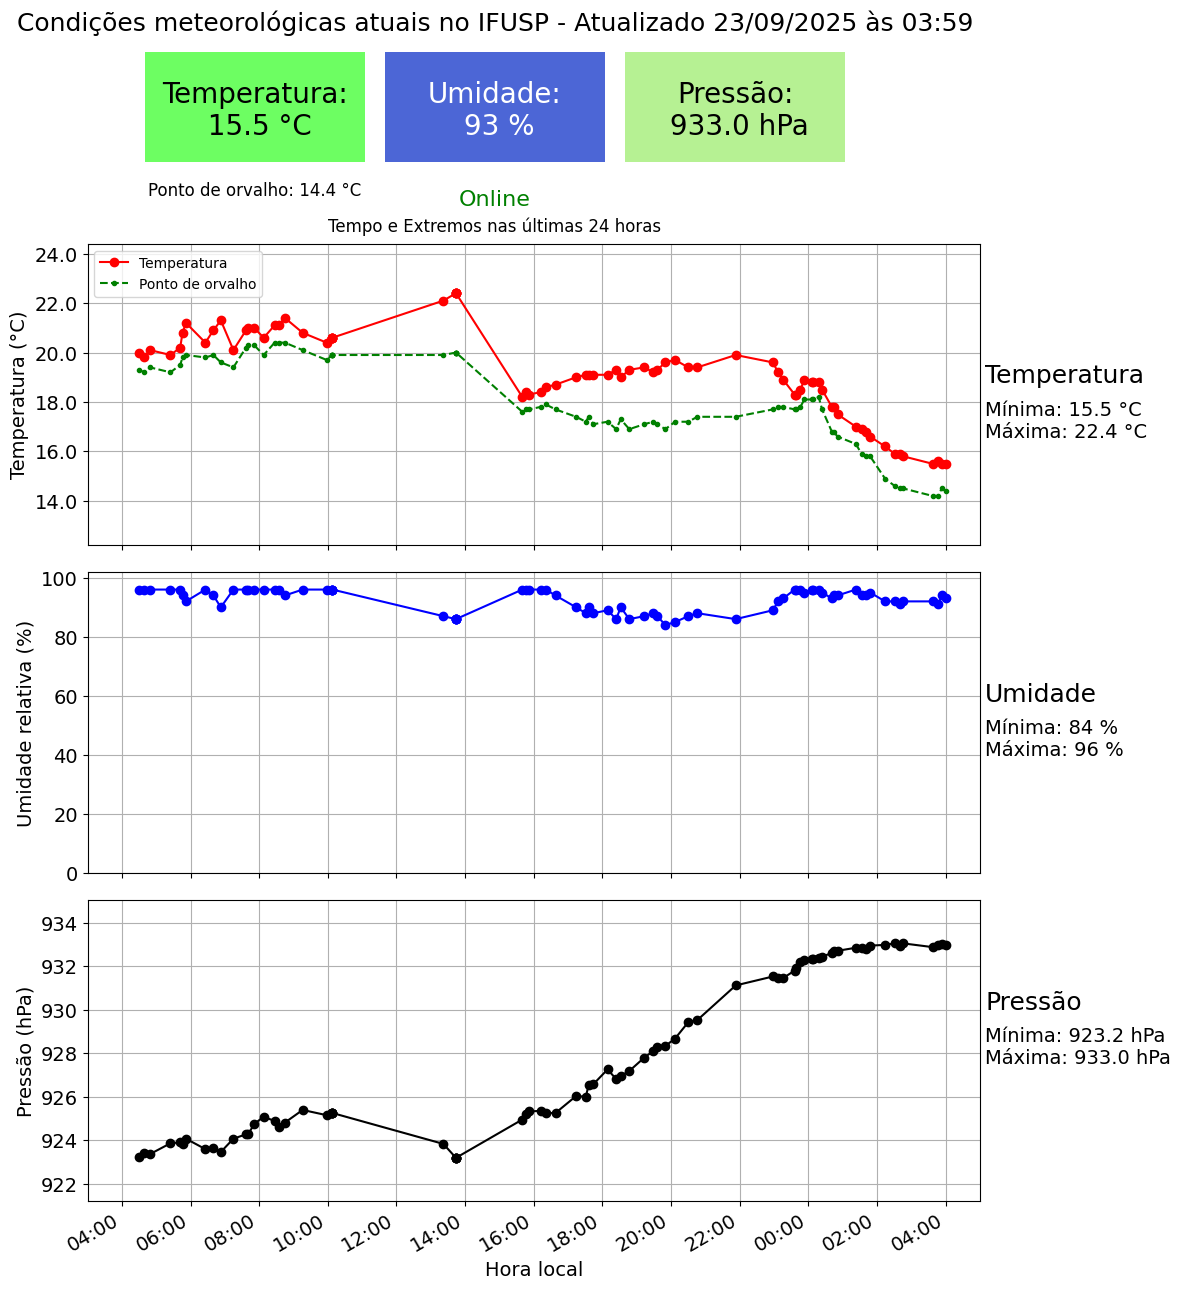 Condições meteorológicas atuais no IFUSP - Atualizado 23/09/2025 às 03:59
Temperatura:
15.5 °C
Umidade:
93 %
Pressão:
933.0 hPa
Ponto de orvalho: 14.4 °C
Online
Tempo e Extremos nas últimas 24 horas
Temperatura
Ponto de orvalho
Temperatura (°C)
24.0
22.0
20.0
18.0
16.0
14.0
Temperatura
Mínima: 15.5 °C
Máxima: 22.4 °C
Umidade relativa (%)
100
80
60
40
20
0
Umidade
Mínima: 84 %
Máxima: 96 %
Pressão (hPa)
934
932
930
928
926
924
922
Pressão
Mínima: 923.2 hPa
Máxima: 933.0 hPa
04:00
06:00
08:00
10:00
12:00
14:00
16:00
18:00
20:00
22:00
00:00
02:00
04:00
Hora local